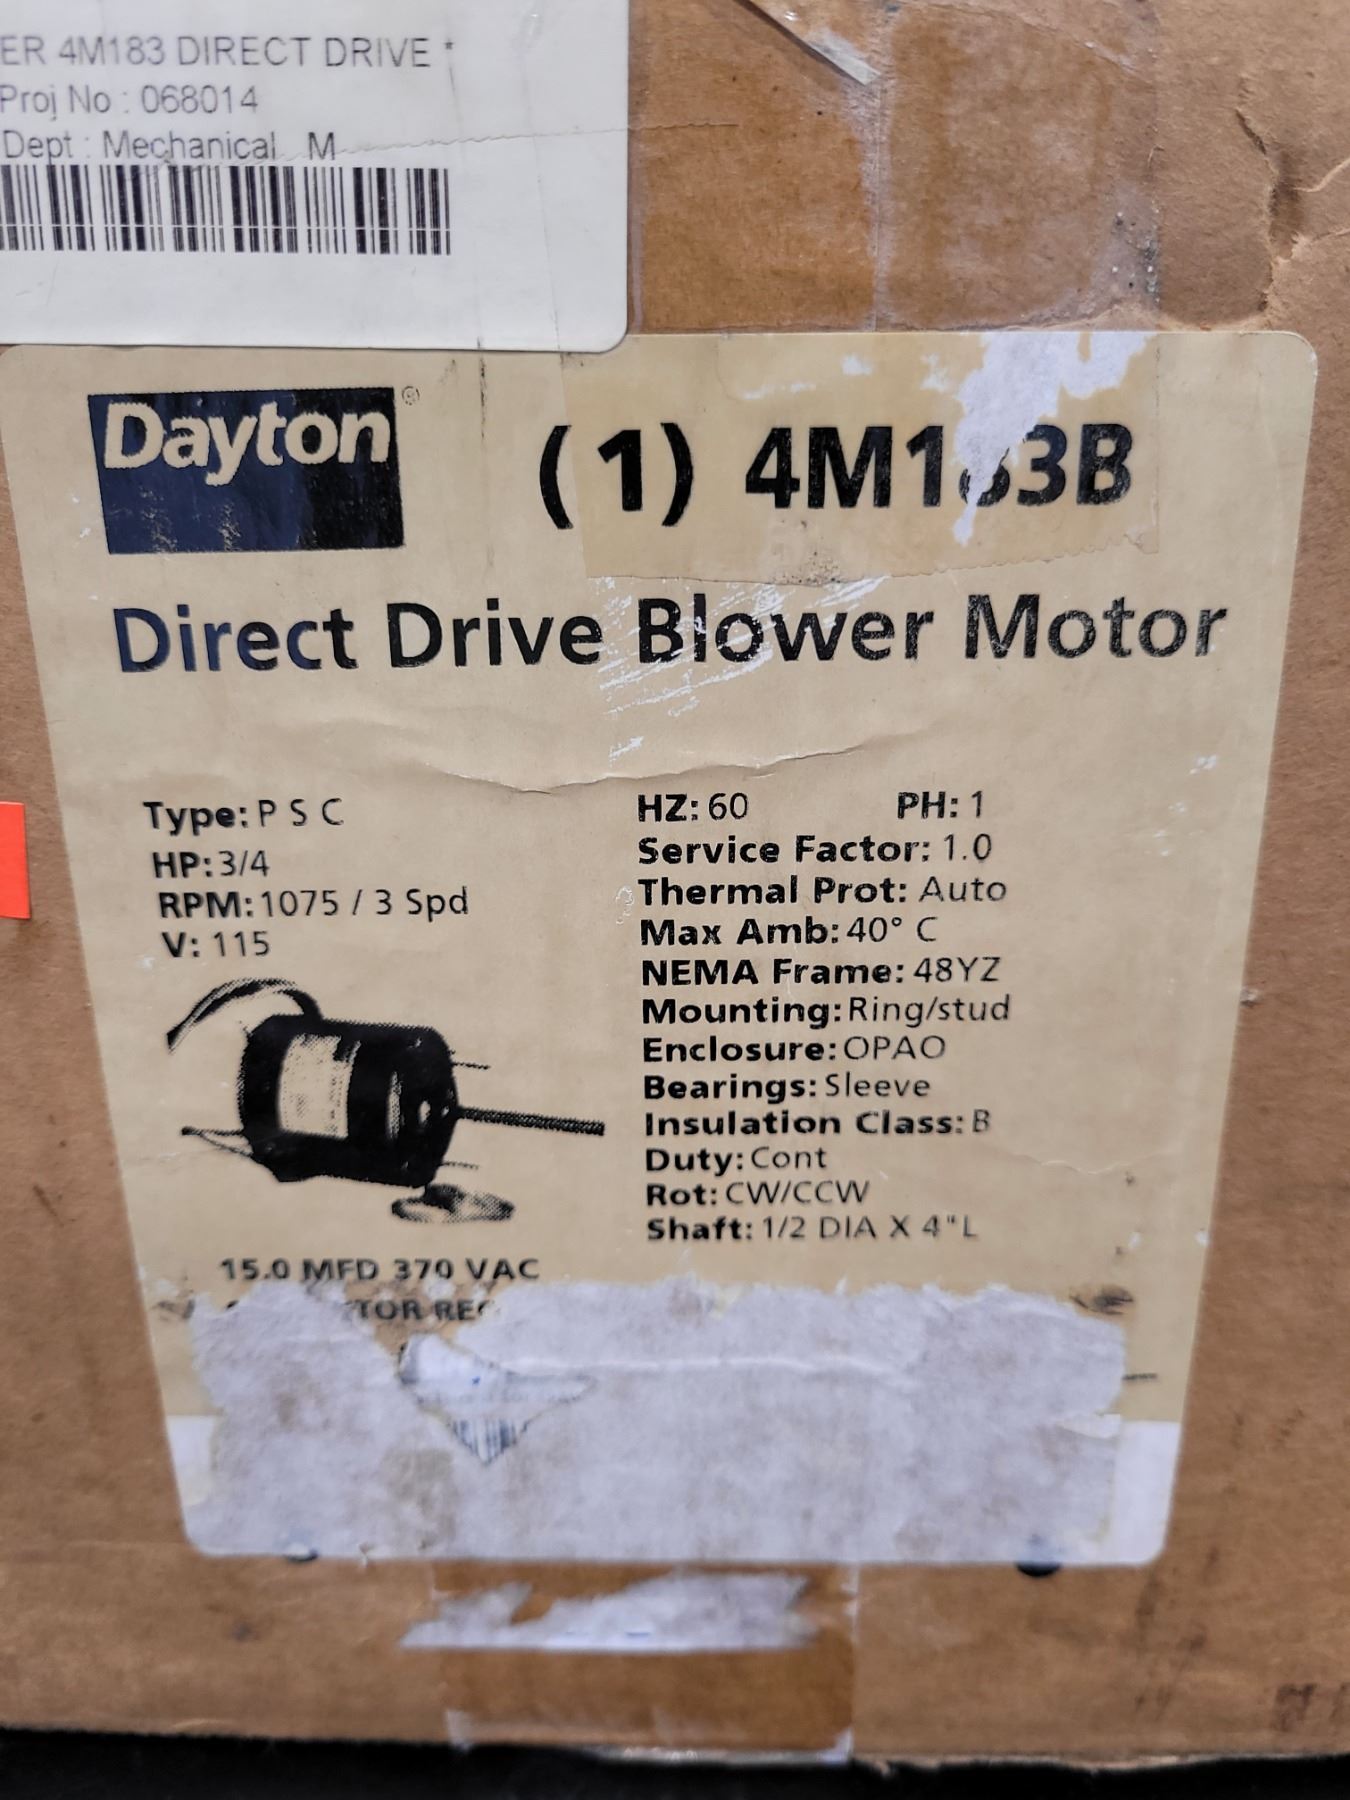 ER 4M183 DIRECT DRIVE *
Proj No : 068014
Dept : Mechanical M
Dayton®
(1) 4M183B
Direct Drive Blower Motor
Type: P S C
HP: 3/4
RPM: 1075 / 3 Spd
V: 115
HZ: 60 PH: 1
Service Factor: 1.0
Thermal Prot: Auto
Max Amb: 40° C
NEMA Frame: 48YZ
Mounting: Ring/stud
Enclosure: OPAO
Bearings: Sleeve
Insulation Class: B
Duty: Cont
Rot: CW/CCW
Shaft: 1/2 DIA X 4"L
15.0 MFD 370 VAC